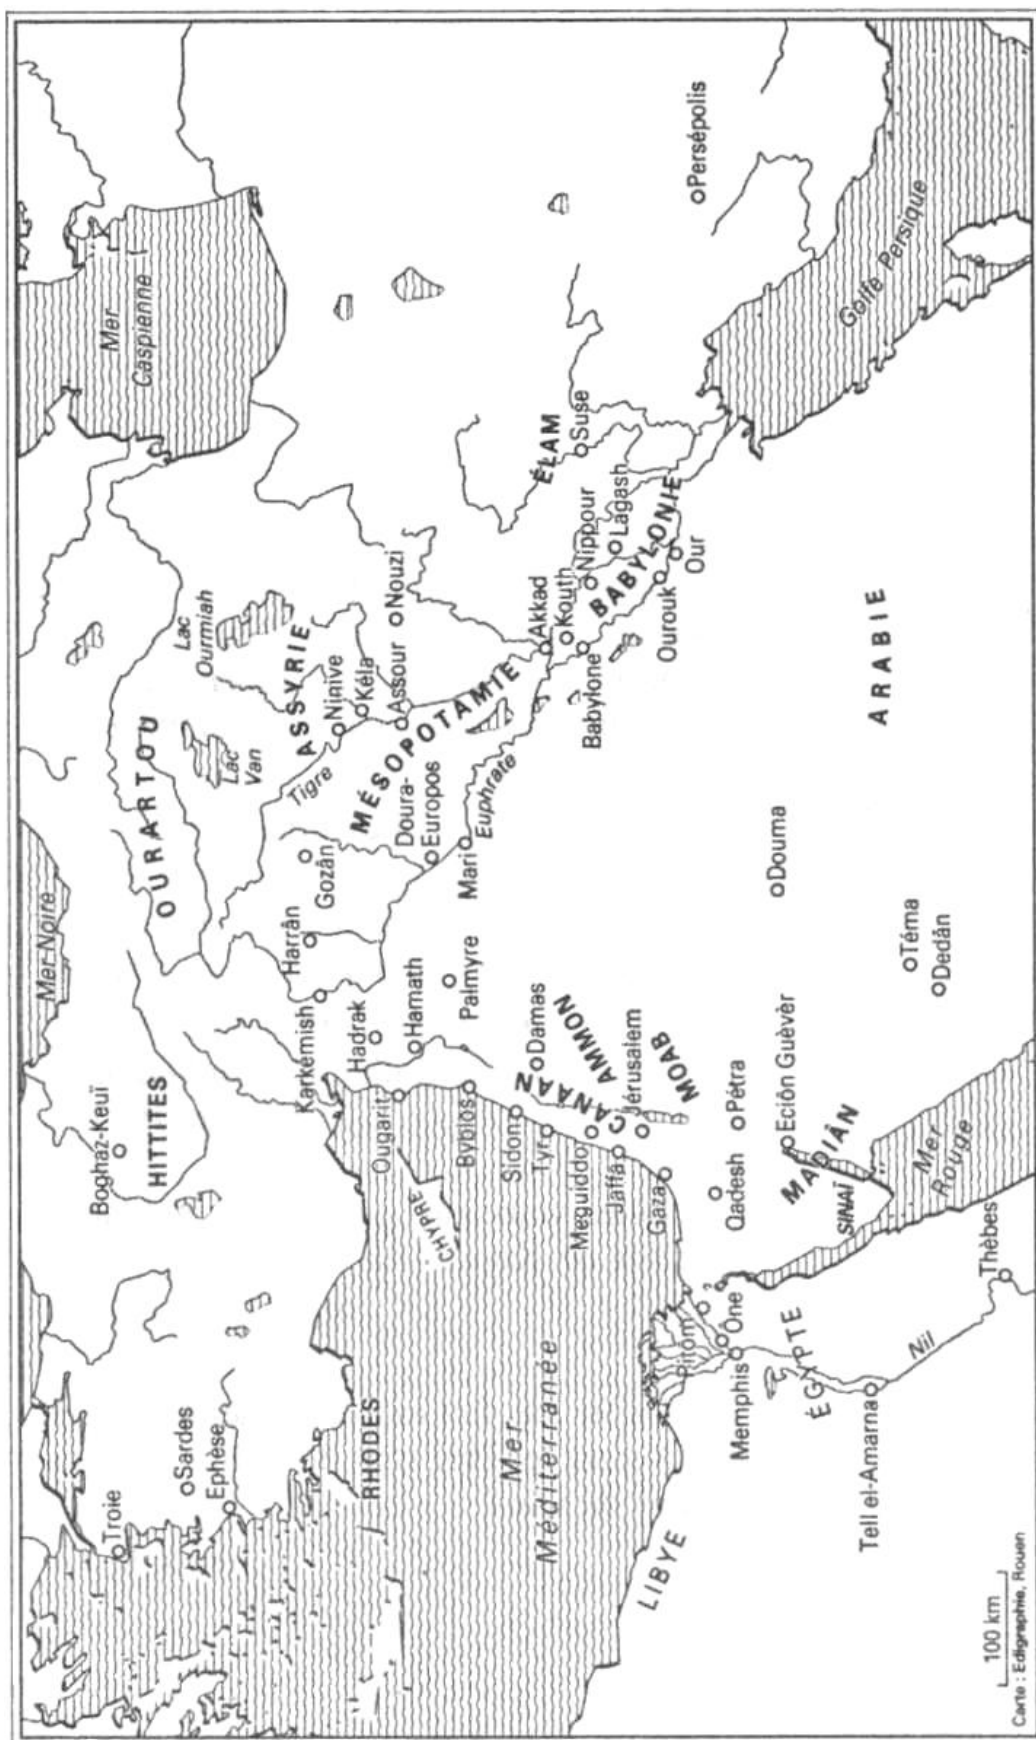 Mer Noire
Mer
Caspienne
Troie
Sardes
Ephèse
Boghaz-Keuï
HITTITES
OURARTOU
Lac
Van
Lac
Ourmiah
RHODES
CHYPRE
Karkemish
Harrân
Gozân
Tigre
ASSYRIE
Ninive
Kéla
Assour
Nouzi
Hadrak
Hamath
Ougarit
MÉSOPOTAMIE
Doura-
Europos
Mari
Euphrate
Palmyre
Mer
Méditerranée
Byblos
Sidon
Tyr
Damas
CANAAN
AMMON
MOAB
Meguiddo
Jaffa
Jérusalem
Gaza
Akkad
Kouth
Babylone
Nippour
Lagash
BABYLONIE
Ourouk
Our
ÉLAM
Suse
Persépolis
Golfe Persique
LIBYE
Pitom ?
Ône
Memphis
ÉGYPTE
Nil
Tell el-Amarna
Thèbes
Qadesh
Pétra
Eciôn Guèvèr
MADIÂN
SINAÏ
Mer
Rouge
Douma
Téma
Dedân
ARABIE
100 km
Carte : Edigraphie, Rouen